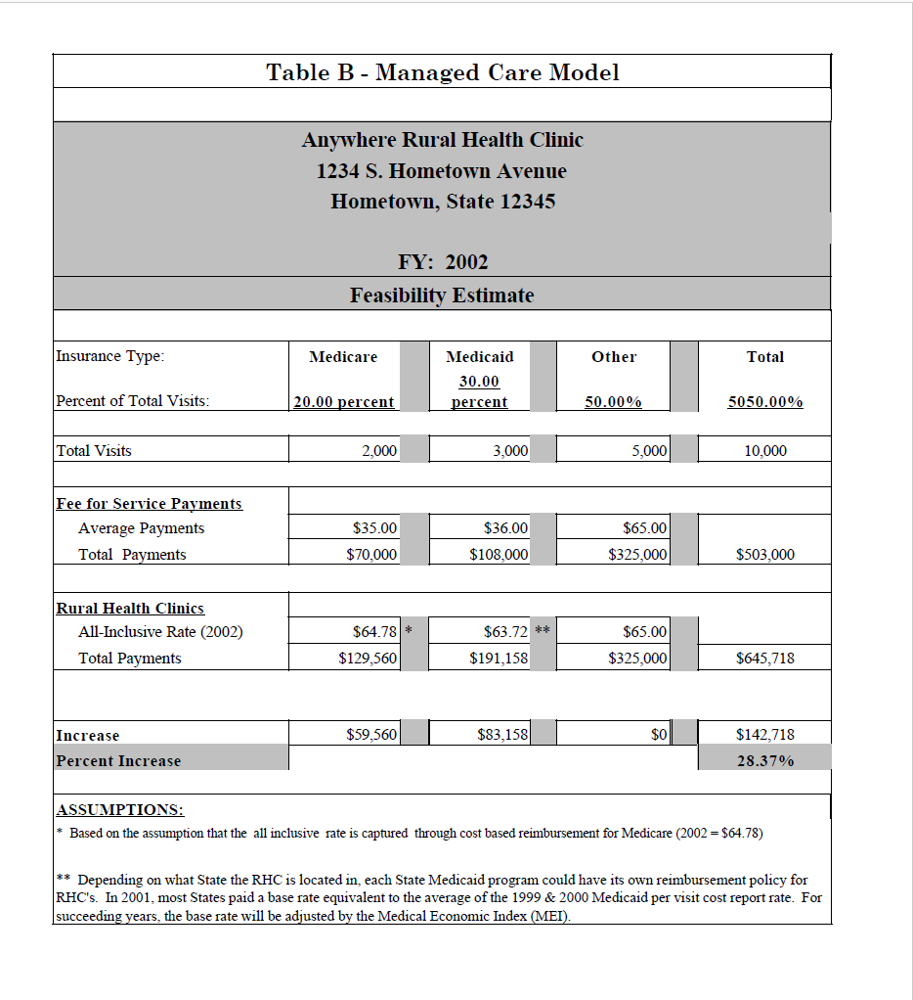 Table B - Managed Care Model
Anywhere Rural Health Clinic
1234 S. Hometown Avenue
Hometown, State 12345
FY: 2002
Feasibility Estimate
Insurance Type: Medicare Medicaid Other Total
30.00
Percent of Total Visits: 20.00 percent percent 50.00% 5050.00%
Total Visits 2,000 3,000 5,000 10,000
Fee for Service Payments
Average Payments $35.00 $36.00 $65.00
Total Payments $70,000 $108,000 $325,000 $503,000
Rural Health Clinics
All-Inclusive Rate (2002) $64.78 * $63.72 ** $65.00
Total Payments $129,560 $191,158 $325,000 $645,718
Increase $59,560 $83,158 $0 $142,718
Percent Increase 28.37%
ASSUMPTIONS:
* Based on the assumption that the all inclusive rate is captured through cost based reimbursement for Medicare (2002 = $64.78)
** Depending on what State the RHC is located in, each State Medicaid program could have its own reimbursement policy for
RHC's. In 2001, most States paid a base rate equivalent to the average of the 1999 & 2000 Medicaid per visit cost report rate. For
succeeding years, the base rate will be adjusted by the Medical Economic Index (MEI).